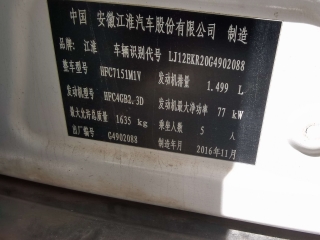 中国 安徽江淮汽车股份有限公司 制造
品牌 江淮 车辆识别代号 LJ12EKR20G4902088
整车型号 HFC7151M1V 发动机排量 1.499 L
发动机型号 HFC4GB2.3D 发动机最大净功率 77 kW
最大允许总质量 1635 kg 乘坐人数 5 人
出厂编号 G4902088 制造年月 2016年11月